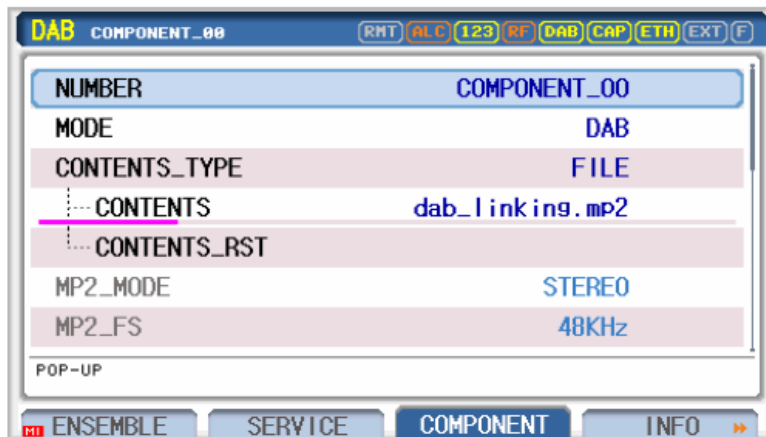 DAB COMPONENT_00 RMT ALC 123 RF DAB CAP ETH EXT F
NUMBER COMPONENT_00
MODE DAB
CONTENTS_TYPE FILE
CONTENTS dab_linking.mp2
CONTENTS_RST
MP2_MODE STEREO
MP2_FS 48KHz
POP-UP
MI ENSEMBLE SERVICE COMPONENT INFO